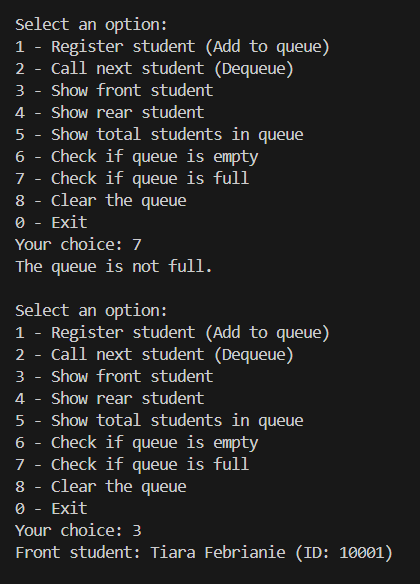 Select an option:
1 - Register student (Add to queue)
2 - Call next student (Dequeue)
3 - Show front student
4 - Show rear student
5 - Show total students in queue
6 - Check if queue is empty
7 - Check if queue is full
8 - Clear the queue
0 - Exit
Your choice: 7
The queue is not full.
Select an option:
1 - Register student (Add to queue)
2 - Call next student (Dequeue)
3 - Show front student
4 - Show rear student
5 - Show total students in queue
6 - Check if queue is empty
7 - Check if queue is full
8 - Clear the queue
0 - Exit
Your choice: 3
Front student: Tiara Febrianie (ID: 10001)